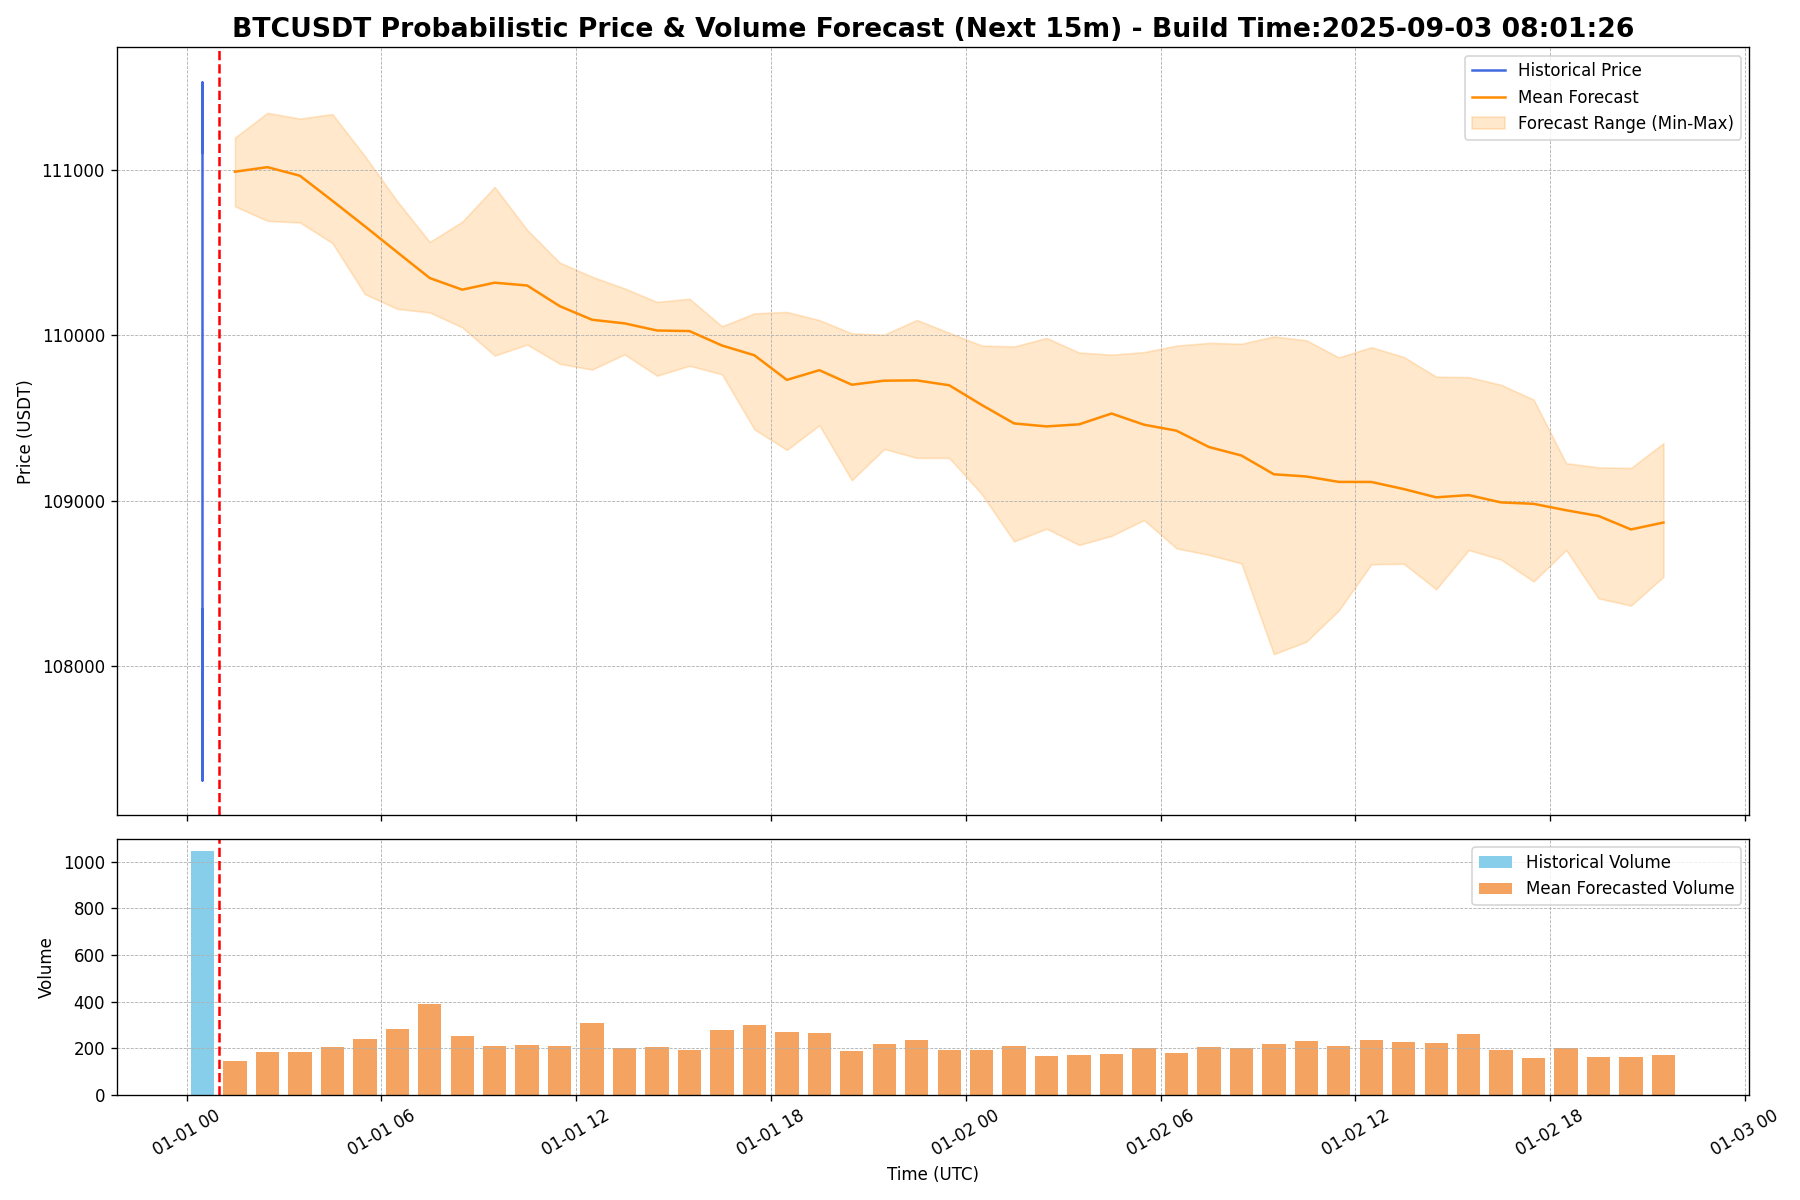 BTCUSDT Probabilistic Price & Volume Forecast (Next 15m) - Build Time:2025-09-03 08:01:26
Historical Price
Mean Forecast
Forecast Range (Min-Max)
111000
110000
109000
108000
Price (USDT)
Historical Volume
Mean Forecasted Volume
1000
800
600
400
200
0
Volume
01-01 00
01-01 06
01-01 12
01-01 18
01-02 00
01-02 06
01-02 12
01-02 18
01-03 00
Time (UTC)